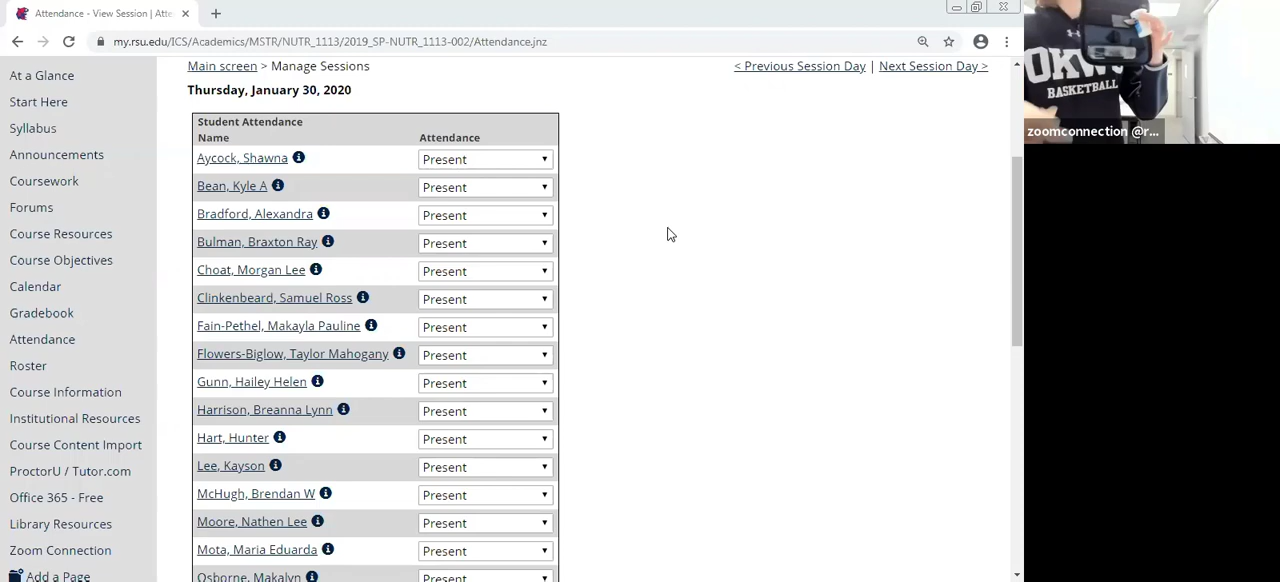 Attendance - View Session | Atte
my.rsu.edu/ICS/Academics/MSTR/NUTR_1113/2019_SP-NUTR_1113-002/Attendance.jnz
At a Glance
Start Here
Syllabus
Announcements
Coursework
Forums
Course Resources
Course Objectives
Calendar
Gradebook
Attendance
Roster
Course Information
Institutional Resources
Course Content Import
ProctorU / Tutor.com
Office 365 - Free
Library Resources
Zoom Connection
Add a Page
Main screen > Manage Sessions
< Previous Session Day | Next Session Day >
Thursday, January 30, 2020
Student Attendance
Name Attendance
Aycock, Shawna Present
Bean, Kyle A Present
Bradford, Alexandra Present
Bulman, Braxton Ray Present
Choat, Morgan Lee Present
Clinkenbeard, Samuel Ross Present
Fain-Pethel, Makayla Pauline Present
Flowers-Biglow, Taylor Mahogany Present
Gunn, Hailey Helen Present
Harrison, Breanna Lynn Present
Hart, Hunter Present
Lee, Kayson Present
McHugh, Brendan W Present
Moore, Nathen Lee Present
Mota, Maria Eduarda Present
Osborne, Makalyn Present
BASKETBALL
zoomconnection @r...